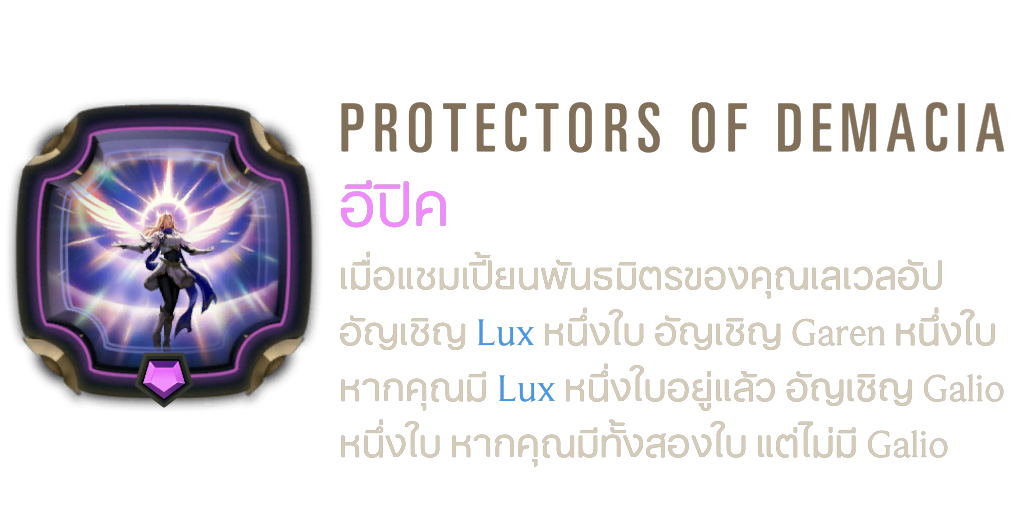 PROTECTORS OF DEMACIA
อีปิค
เมื่อแชมเปี้ยนพันธมิตรของคุณเลเวลอัป
อัญเชิญ Lux หนึ่งใบ อัญเชิญ Garen หนึ่งใบ
หากคุณมี Lux หนึ่งใบอยู่แล้ว อัญเชิญ Galio
หนึ่งใบ หากคุณมีทั้งสองใบ แต่ไม่มี Galio